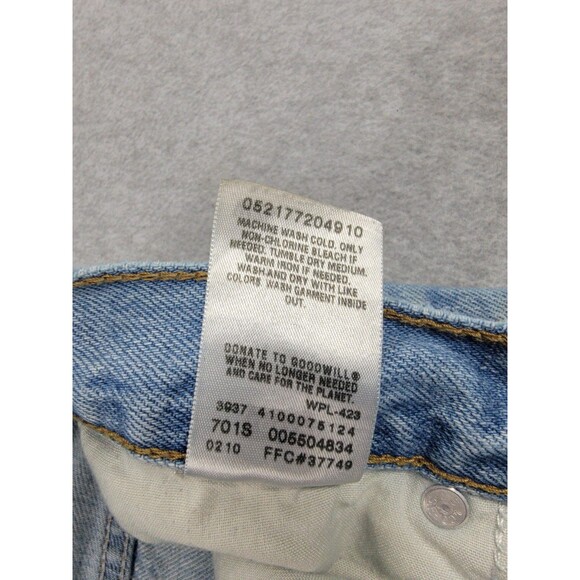 052177204910
MACHINE WASH COLD. ONLY
NON-CHLORINE BLEACH IF
NEEDED. TUMBLE DRY MEDIUM.
WARM IRON IF NEEDED.
WASH AND DRY WITH LIKE
COLORS. WASH GARMENT INSIDE
OUT.
DONATE TO GOODWILL®
WHEN NO LONGER NEEDED
AND CARE FOR THE PLANET.
WPL-423
3937 4100075124
701S 005504834
0210 FFC#37749